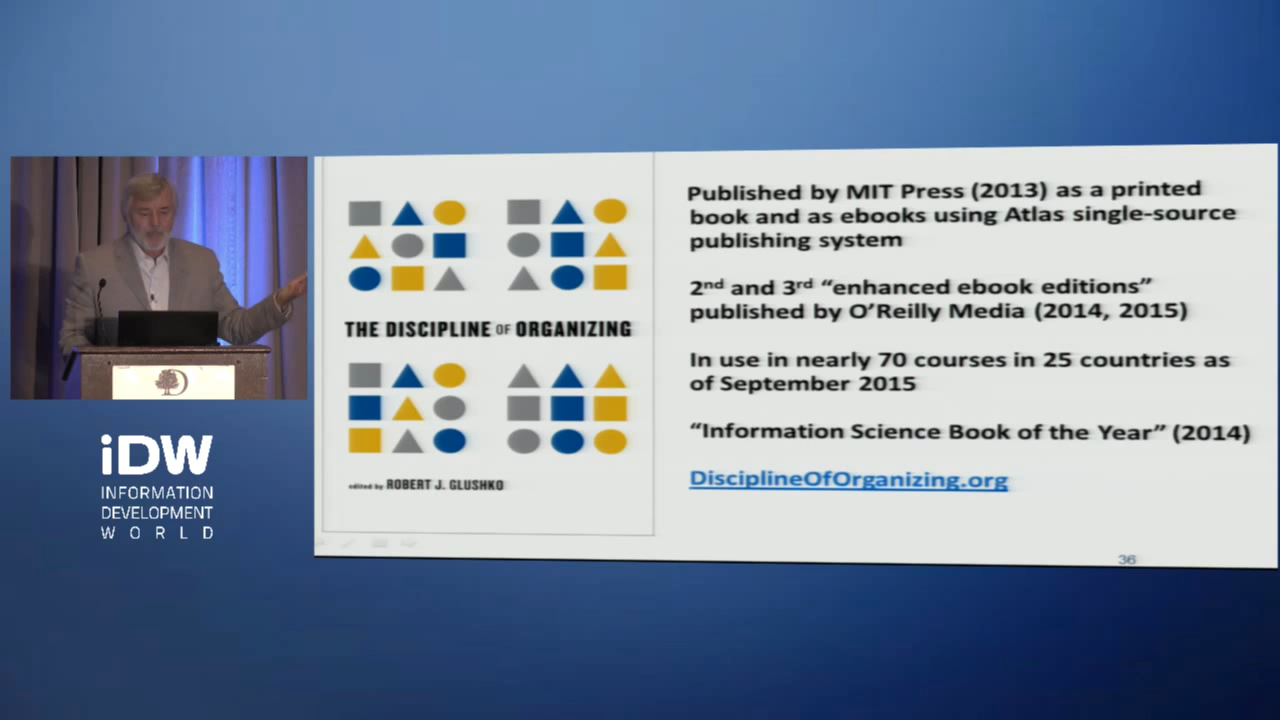 iDW
INFORMATION
DEVELOPMENT
WORLD
THE DISCIPLINE OF ORGANIZING
edited by ROBERT J. GLUSHKO
Published by MIT Press (2013) as a printed
book and as ebooks using Atlas single-source
publishing system
2nd and 3rd “enhanced ebook editions”
published by O’Reilly Media (2014, 2015)
In use in nearly 70 courses in 25 countries as
of September 2015
“Information Science Book of the Year” (2014)
DisciplineOfOrganizing.org
36
D